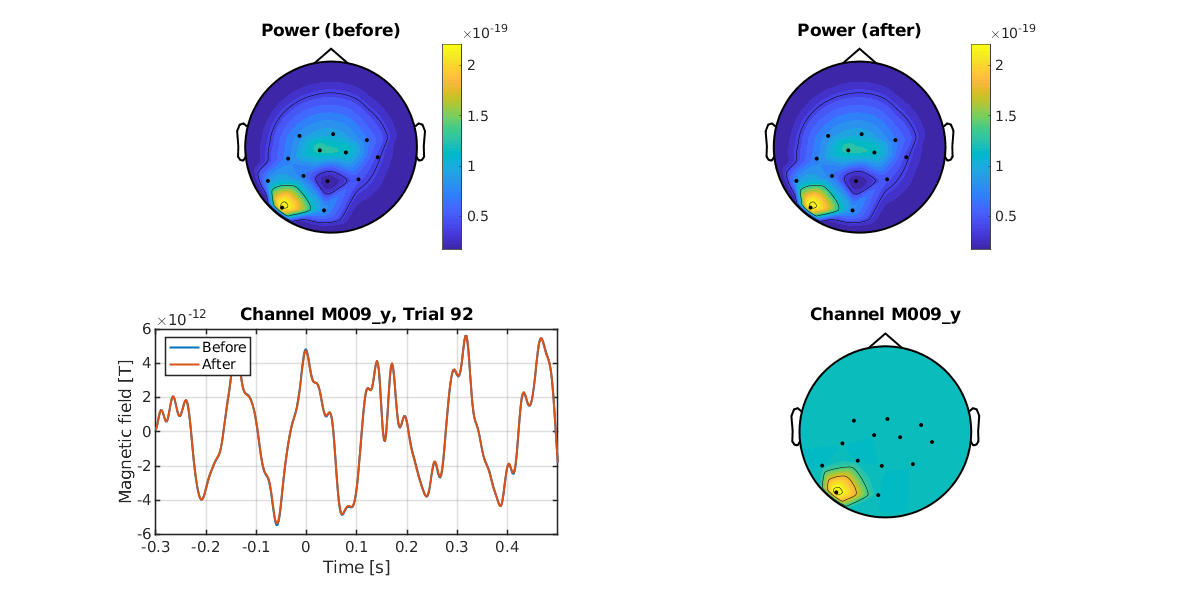 Power (before)
×10-19
2
1.5
1
0.5
Power (after)
×10-19
2
1.5
1
0.5
×10-12
Channel M009_y, Trial 92
Before
After
Magnetic field [T]
6
4
2
0
-2
-4
-6
-0.3 -0.2 -0.1 0 0.1 0.2 0.3 0.4
Time [s]
Channel M009_y